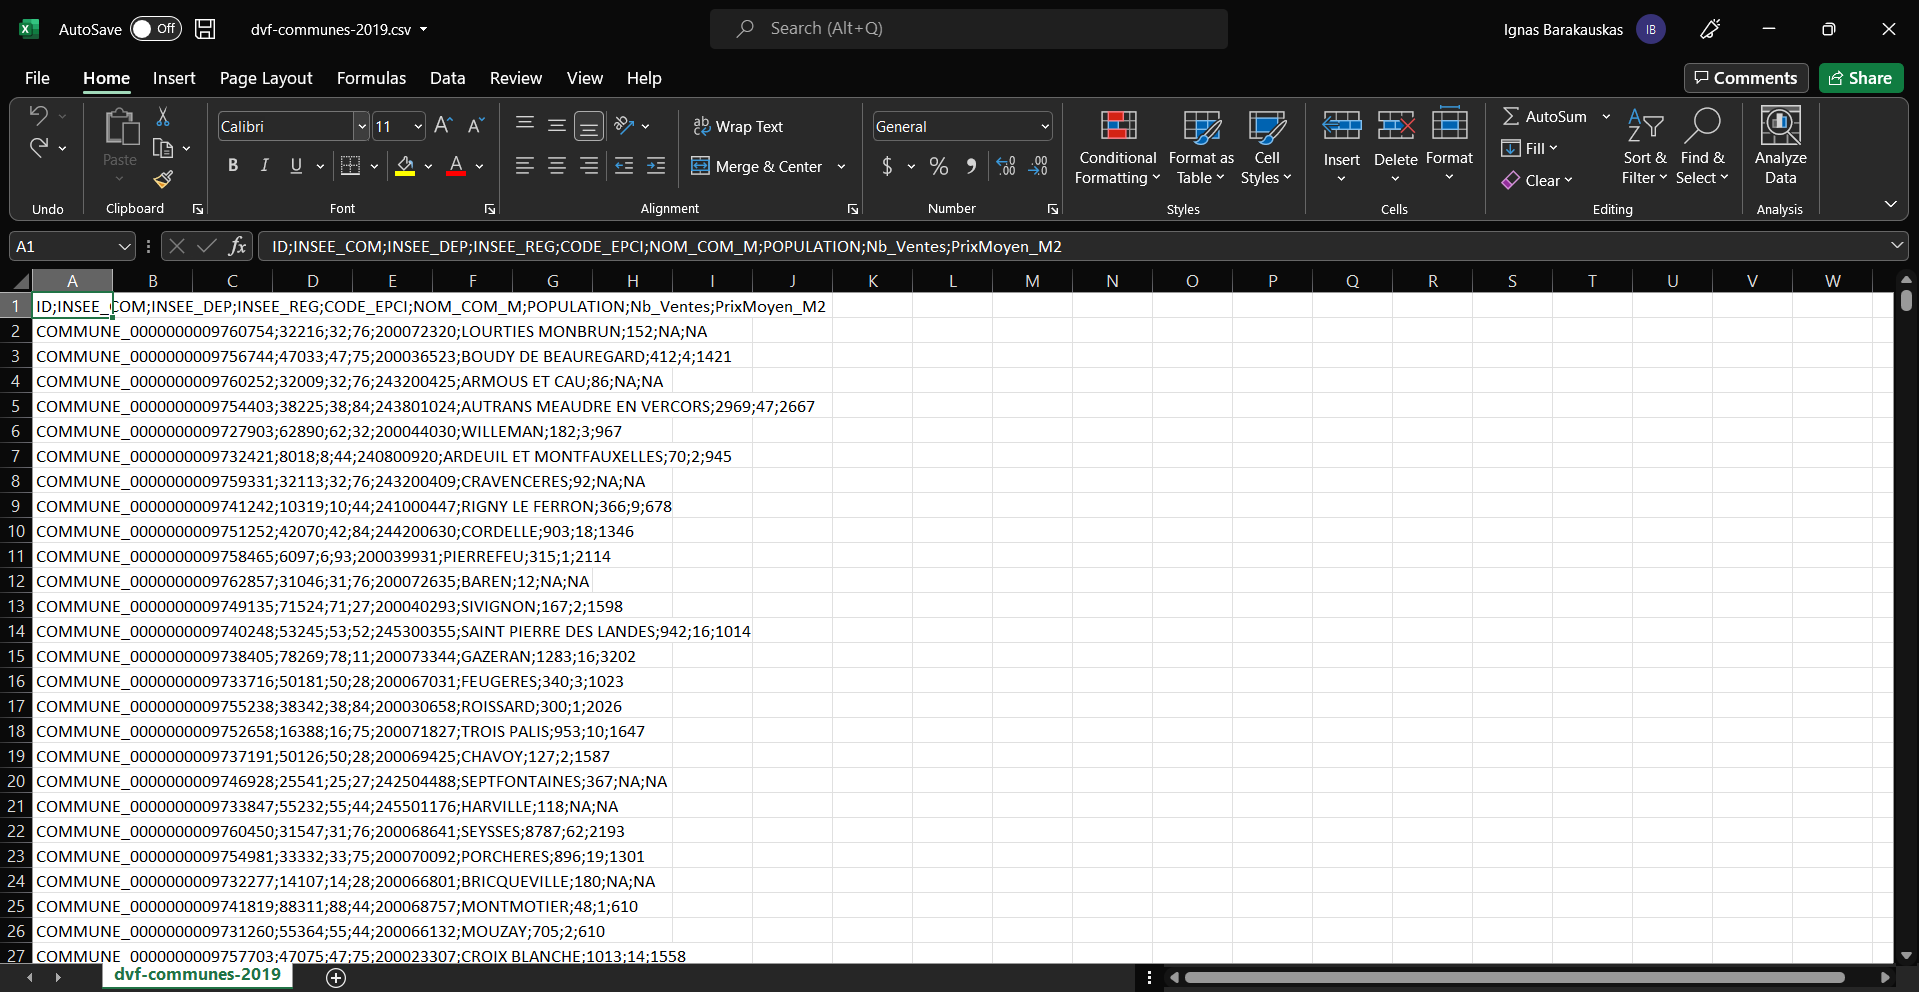 AutoSave Off dvf-communes-2019.csv Search (Alt+Q) Ignas Barakauskas IB
File Home Insert Page Layout Formulas Data Review View Help Comments Share
Calibri 11 Wrap Text General AutoSum
Paste Merge & Center Conditional Formatting Format as Table Cell Styles Insert Delete Format Fill Clear Sort & Filter Find & Select Analyze Data
Undo Clipboard Font Alignment Number Styles Cells Editing Analysis
A1 fx ID;INSEE_COM;INSEE_DEP;INSEE_REG;CODE_EPCI;NOM_COM_M;POPULATION;Nb_Ventes;PrixMoyen_M2
A B C D E F G H I J K L M N O P Q R S T U V W
1 ID;INSEE_COM;INSEE_DEP;INSEE_REG;CODE_EPCI;NOM_COM_M;POPULATION;Nb_Ventes;PrixMoyen_M2
2 COMMUNE_0000000009760754;32216;32;76;200072320;LOURTIES MONBRUN;152;NA;NA
3 COMMUNE_0000000009756744;47033;47;75;200036523;BOUDY DE BEAUREGARD;412;4;1421
4 COMMUNE_0000000009760252;32009;32;76;243200425;ARMOUS ET CAU;86;NA;NA
5 COMMUNE_0000000009754403;38225;38;84;243801024;AUTRANS MEAUDRE EN VERCORS;2969;47;2667
6 COMMUNE_0000000009727903;62890;62;32;200044030;WILLEMAN;182;3;967
7 COMMUNE_0000000009732421;8018;8;44;240800920;ARDEUIL ET MONTFAUXELLES;70;2;945
8 COMMUNE_0000000009759331;32113;32;76;243200409;CRAVENCERES;92;NA;NA
9 COMMUNE_0000000009741242;10319;10;44;241000447;RIGNY LE FERRON;366;9;678
10 COMMUNE_0000000009751252;42070;42;84;244200630;CORDELLE;903;18;1346
11 COMMUNE_0000000009758465;6097;6;93;200039931;PIERREFEU;315;1;2114
12 COMMUNE_0000000009762857;31046;31;76;200072635;BAREN;12;NA;NA
13 COMMUNE_0000000009749135;71524;71;27;200040293;SIVIGNON;167;2;1598
14 COMMUNE_0000000009740248;53245;53;52;245300355;SAINT PIERRE DES LANDES;942;16;1014
15 COMMUNE_0000000009738405;78269;78;11;200073344;GAZERAN;1283;16;3202
16 COMMUNE_0000000009733716;50181;50;28;200067031;FEUGERES;340;3;1023
17 COMMUNE_0000000009755238;38342;38;84;200030658;ROISSARD;300;1;2026
18 COMMUNE_0000000009752658;16388;16;75;200071827;TROIS PALIS;953;10;1647
19 COMMUNE_0000000009737191;50126;50;28;200069425;CHAVOY;127;2;1587
20 COMMUNE_0000000009746928;25541;25;27;242504488;SEPTFONTAINES;367;NA;NA
21 COMMUNE_0000000009733847;55232;55;44;245501176;HARVILLE;118;NA;NA
22 COMMUNE_0000000009760450;31547;31;76;200068641;SEYSSES;8787;62;2193
23 COMMUNE_0000000009754981;33332;33;75;200070092;PORCHERES;896;19;1301
24 COMMUNE_0000000009732277;14107;14;28;200066801;BRICQUEVILLE;180;NA;NA
25 COMMUNE_0000000009741819;88311;88;44;200068757;MONTMOTIER;48;1;610
26 COMMUNE_0000000009731260;55364;55;44;200066132;MOUZAY;705;2;610
27 COMMUNE_0000000009757703;47075;47;75;200023307;CROIX BLANCHE;1013;14;1558
dvf-communes-2019